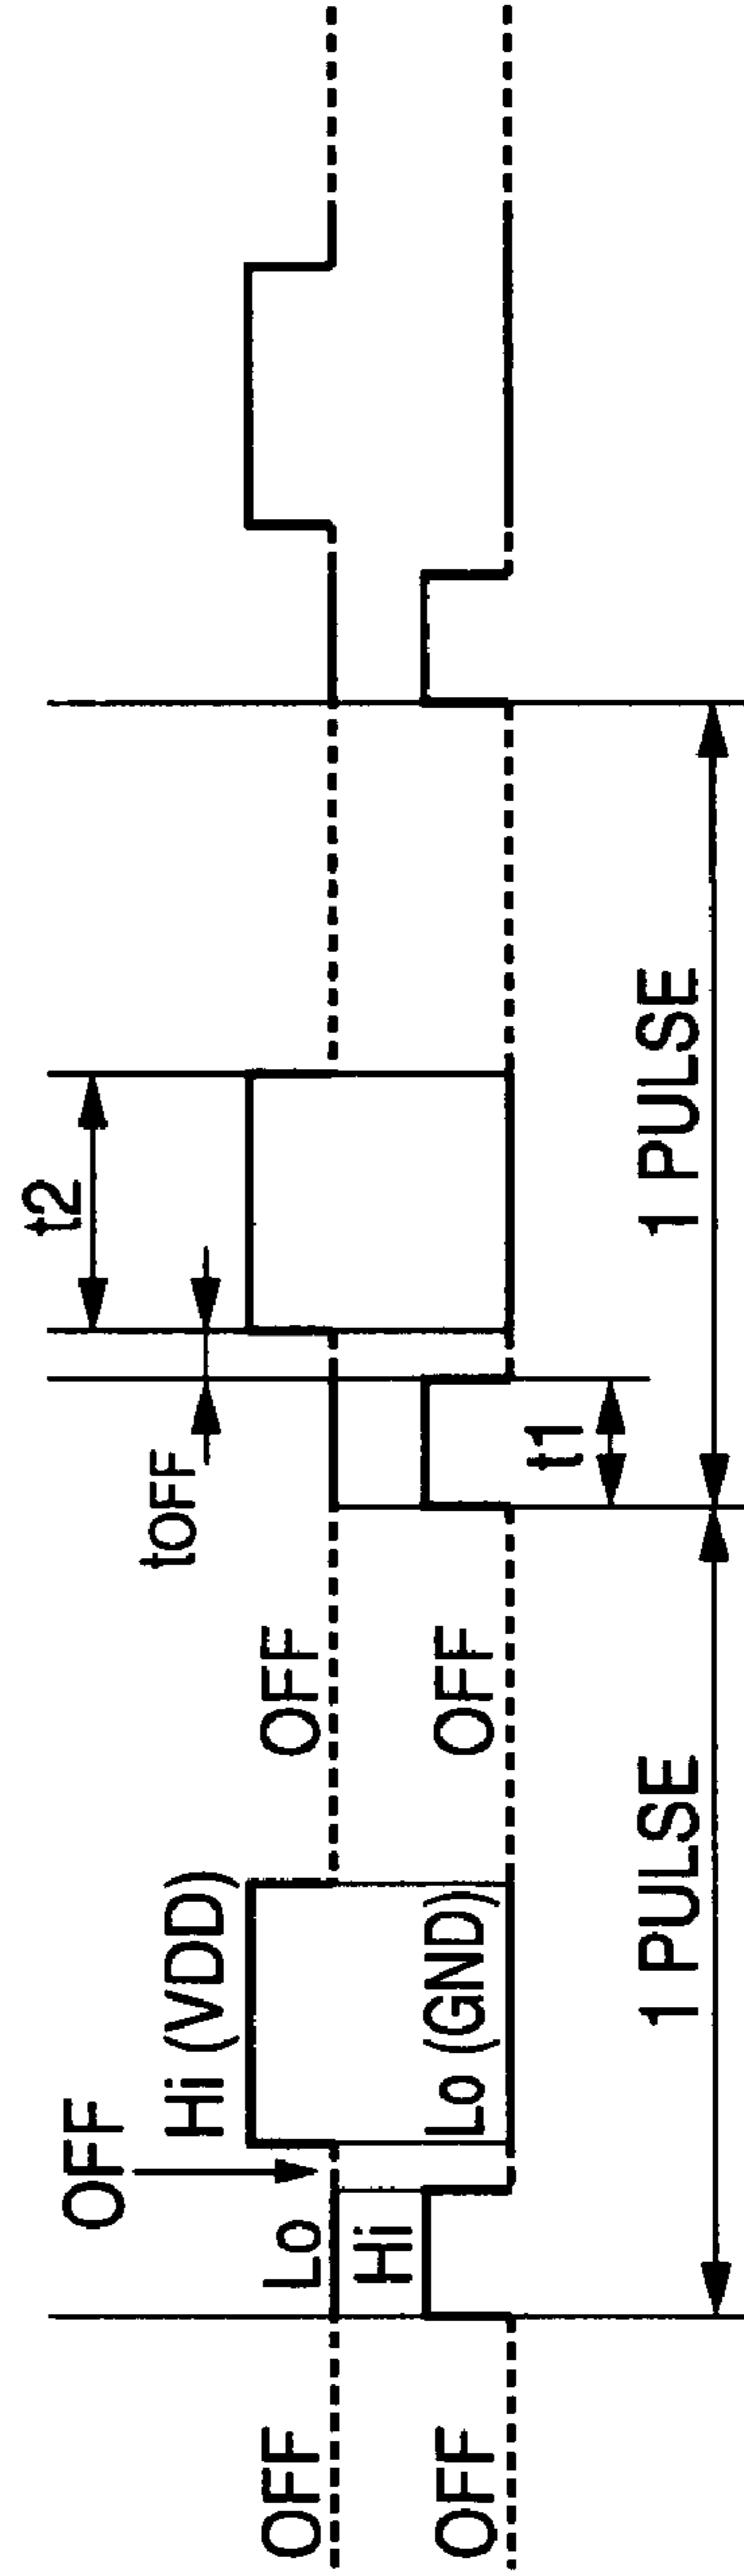 OFF
Hi (VDD)
tOFF
t2
OFF
Lo
OFF
Hi
Lo (GND)
OFF
OFF
t1
1 PULSE
1 PULSE